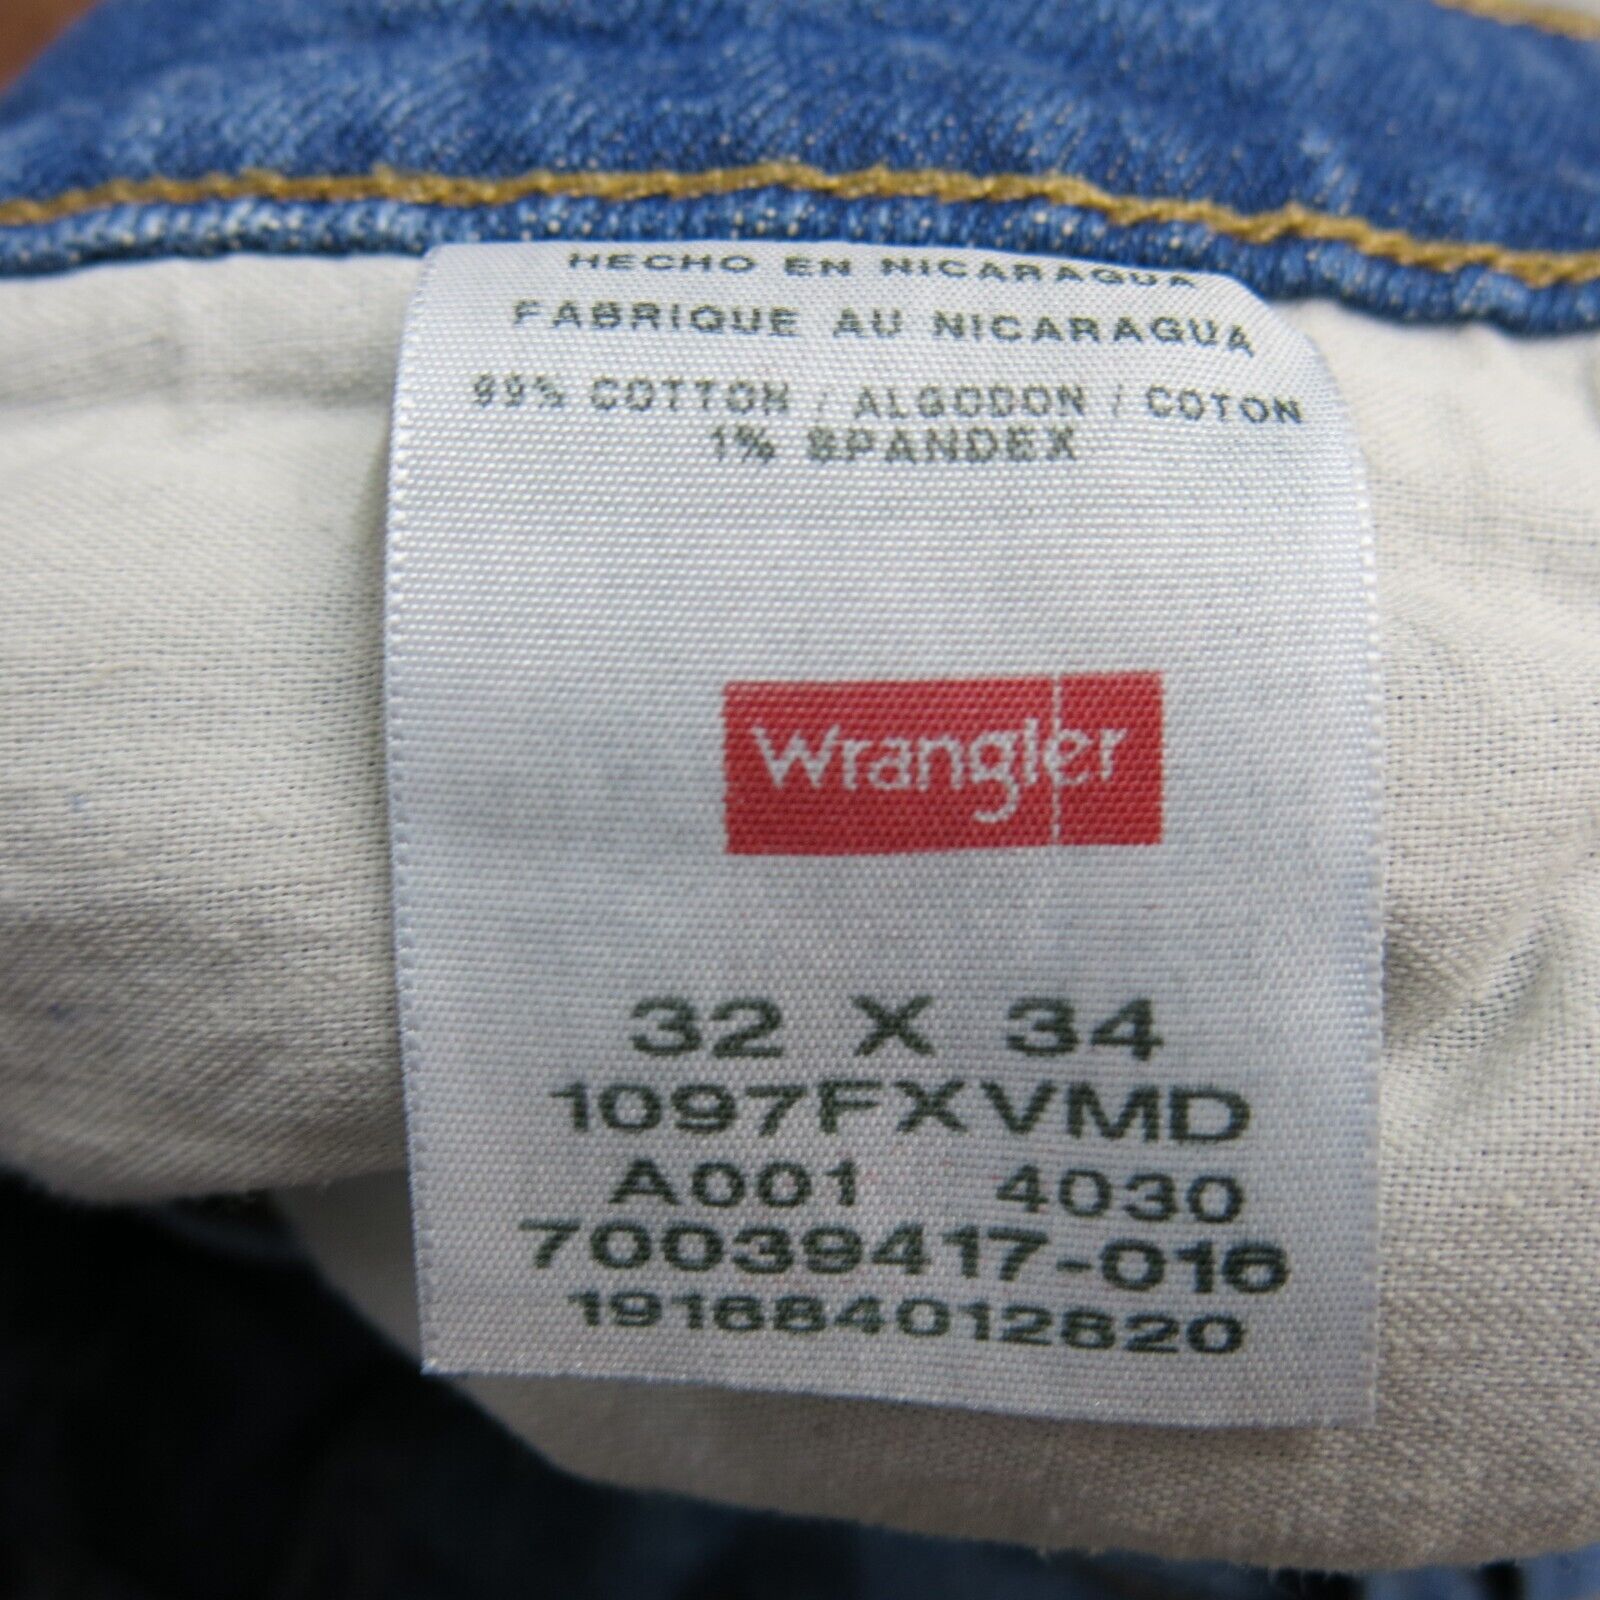 HECHO EN NICARAGUA
FABRIQUE AU NICARAGUA
99% COTTON / ALGODON / COTON
1% SPANDEX
Wrangler
32 X 34
1097FXVMD
A001 4030
70039417-016
191684012820